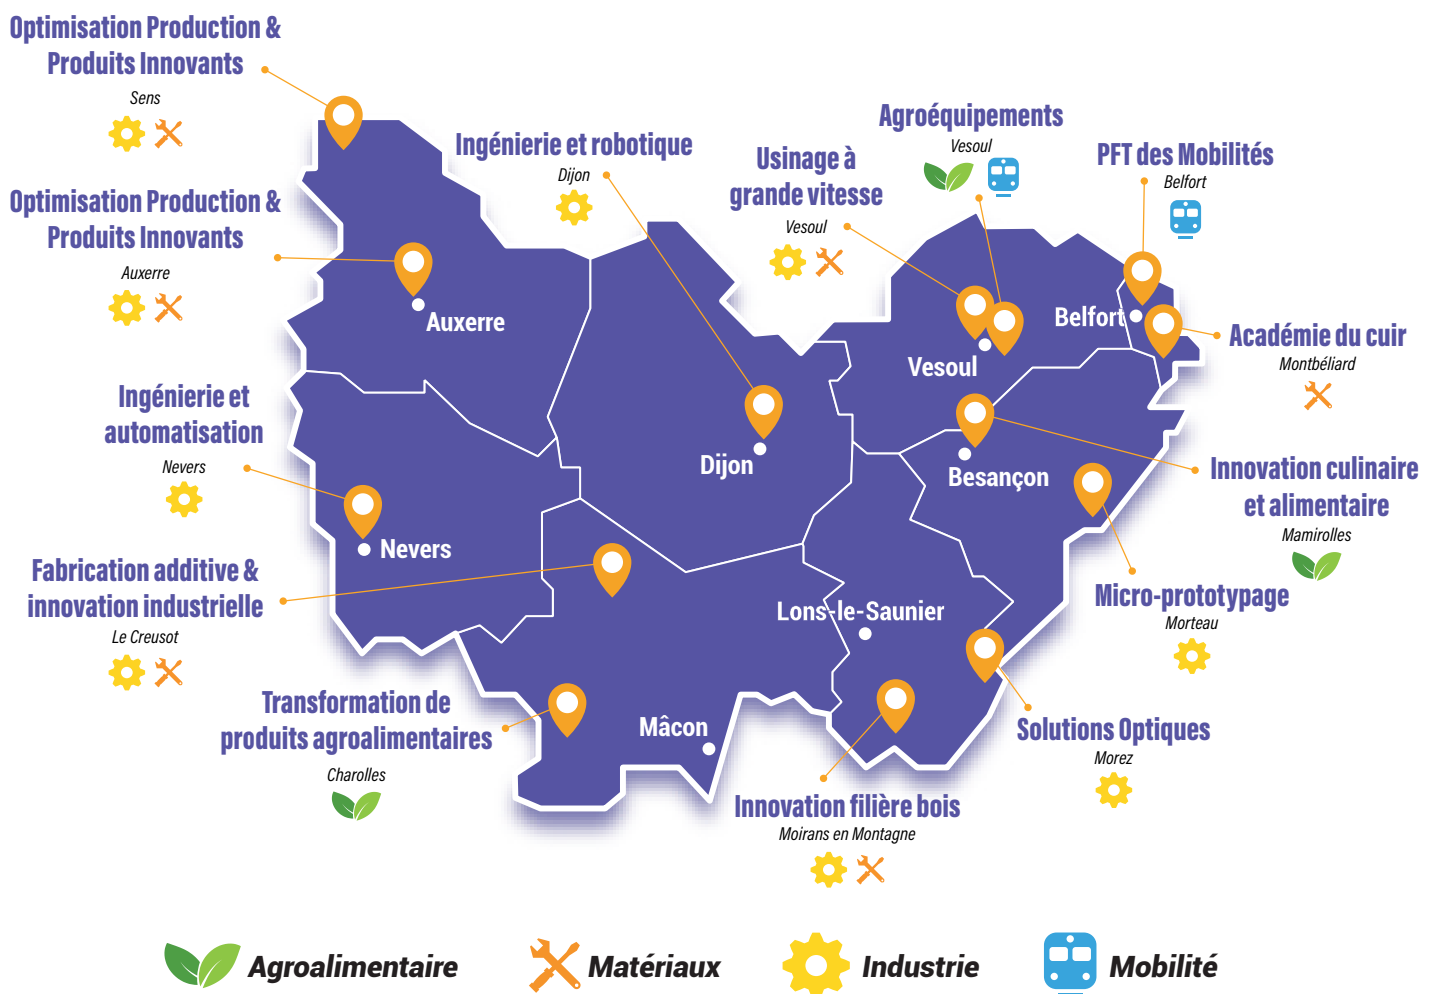 Optimisation Production &
Produits Innovants
Sens
Optimisation Production &
Produits Innovants
Auxerre
Ingénierie et
automatisation
Nevers
Fabrication additive &
innovation industrielle
Le Creusot
Transformation de
produits agroalimentaires
Charolles
Ingénierie et robotique
Dijon
Usinage à
grande vitesse
Vesoul
Agroéquipements
Vesoul
PFT des Mobilités
Belfort
Académie du cuir
Montbéliard
Innovation culinaire
et alimentaire
Mamirolles
Micro-prototypage
Morteau
Solutions Optiques
Morez
Innovation filière bois
Moirans en Montagne
Auxerre
Nevers
Dijon
Vesoul
Belfort
Besançon
Lons-le-Saunier
Mâcon
Agroalimentaire
Matériaux
Industrie
Mobilité